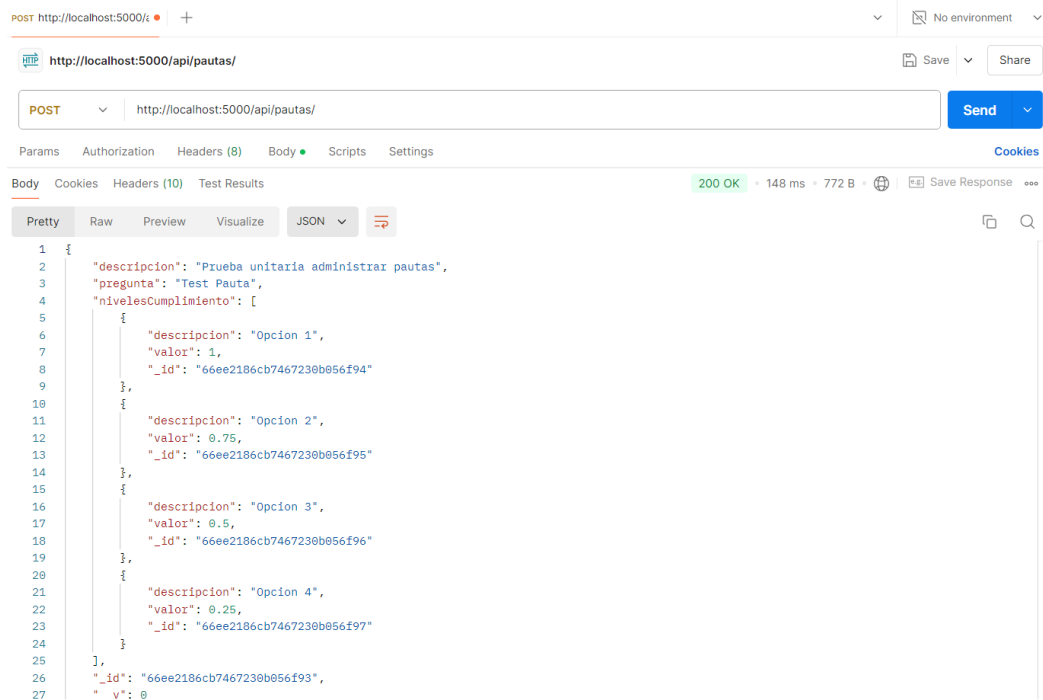 POST http://localhost:5000/a
No environment
HTTP http://localhost:5000/api/pautas/
Save
Share
POST
http://localhost:5000/api/pautas/
Send
Params Authorization Headers (8) Body Scripts Settings
Cookies
Body Cookies Headers (10) Test Results
200 OK 148 ms 772 B
e.g. Save Response
Pretty Raw Preview Visualize JSON
1 {
2 "descripcion": "Prueba unitaria administrar pautas",
3 "pregunta": "Test Pauta",
4 "nivelesCumplimiento": [
5 {
6 "descripcion": "Opcion 1",
7 "valor": 1,
8 "_id": "66ee2186cb7467230b056f94"
9 },
10 {
11 "descripcion": "Opcion 2",
12 "valor": 0.75,
13 "_id": "66ee2186cb7467230b056f95"
14 },
15 {
16 "descripcion": "Opcion 3",
17 "valor": 0.5,
18 "_id": "66ee2186cb7467230b056f96"
19 },
20 {
21 "descripcion": "Opcion 4",
22 "valor": 0.25,
23 "_id": "66ee2186cb7467230b056f97"
24 }
25 ],
26 "_id": "66ee2186cb7467230b056f93",
27 "__v": 0